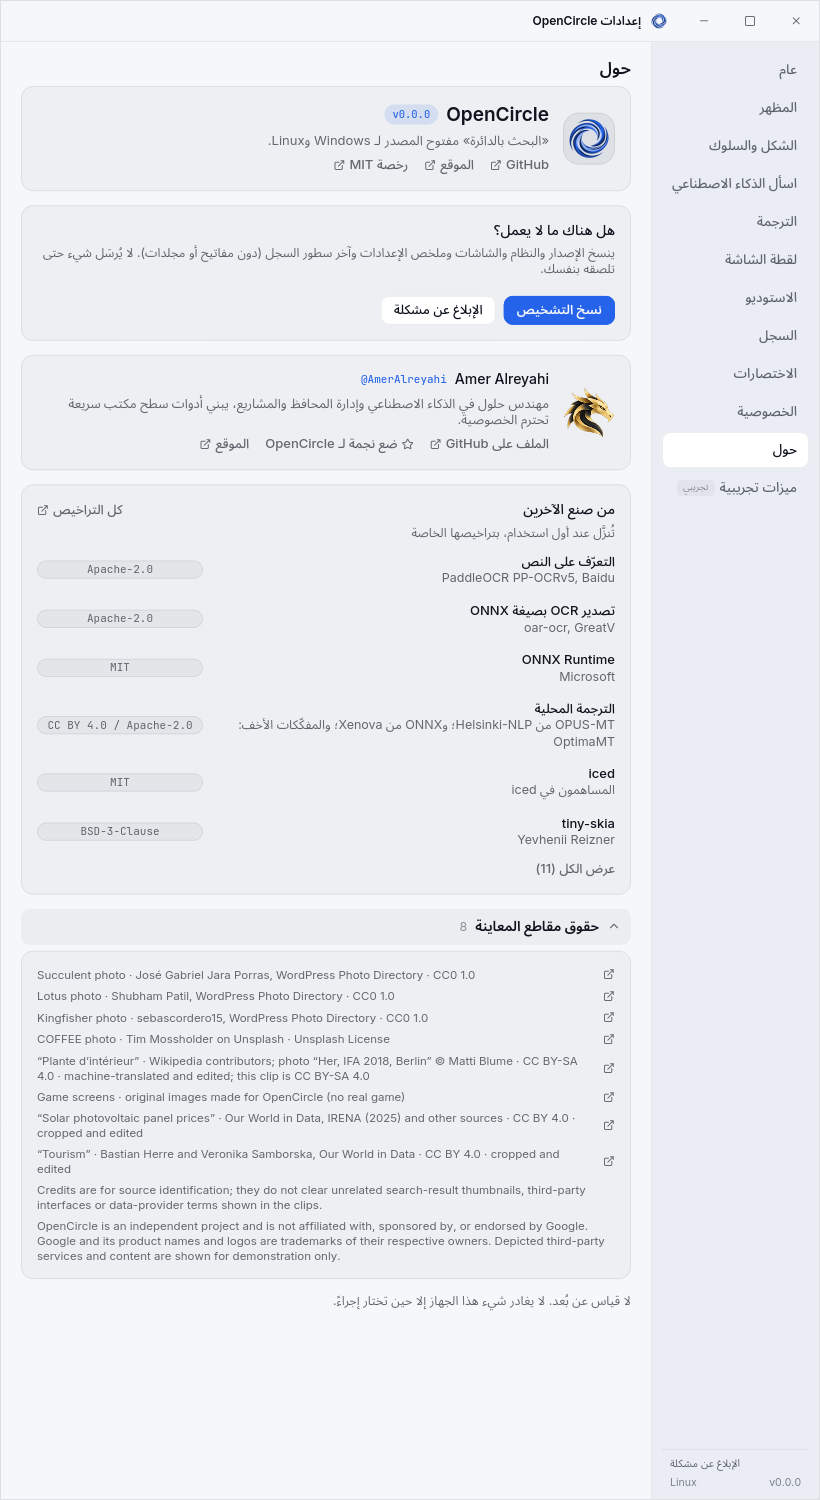 إعدادات OpenCircle
عام
المظهر
الشكل والسلوك
اسأل الذكاء الاصطناعي
الترجمة
لقطة الشاشة
الاستوديو
السجل
الاختصارات
الخصوصية
حول
ميزات تجريبية تجريبي
الإبلاغ عن مشكلة
v0.0.0 Linux
حول
OpenCircle v0.0.0
«البحث بالدائرة» مفتوح المصدر لـ Windows وLinux.
GitHub الموقع رخصة MIT
هل هناك ما لا يعمل؟
ينسخ الإصدار والنظام والشاشات وملخص الإعدادات وآخر سطور السجل (دون مفاتيح أو مجلدات). لا يُرسَل شيء حتى
تلصقه بنفسك.
نسخ التشخيص الإبلاغ عن مشكلة
Amer Alreyahi @AmerAlreyahi
مهندس حلول في الذكاء الاصطناعي وإدارة المحافظ والمشاريع، يبني أدوات سطح مكتب سريعة
تحترم الخصوصية.
الملف على GitHub ضع نجمة لـ OpenCircle الموقع
من صنع الآخرين كل التراخيص
تُنزَّل عند أول استخدام، بتراخيصها الخاصة
التعرّف على النص Apache-2.0
PaddleOCR PP-OCRv5, Baidu
تصدير OCR بصيغة ONNX Apache-2.0
oar-ocr, GreatV
ONNX Runtime MIT
Microsoft
الترجمة المحلية CC BY 4.0 / Apache-2.0
OPUS-MT من Helsinki-NLP؛ وONNX من Xenova؛ والمفكّكات الأخف:
OptimaMT
iced MIT
المساهمون في iced
tiny-skia BSD-3-Clause
Yevhenii Reizner
عرض الكل (11)
حقوق مقاطع المعاينة 8
Succulent photo · José Gabriel Jara Porras, WordPress Photo Directory · CC0 1.0
Lotus photo · Shubham Patil, WordPress Photo Directory · CC0 1.0
Kingfisher photo · sebascordero15, WordPress Photo Directory · CC0 1.0
COFFEE photo · Tim Mossholder on Unsplash · Unsplash License
“Plante d’intérieur” · Wikipedia contributors; photo “Her, IFA 2018, Berlin” © Matti Blume · CC BY-SA
4.0 · machine-translated and edited; this clip is CC BY-SA 4.0
Game screens · original images made for OpenCircle (no real game)
“Solar photovoltaic panel prices” · Our World in Data, IRENA (2025) and other sources · CC BY 4.0 ·
cropped and edited
“Tourism” · Bastian Herre and Veronika Samborska, Our World in Data · CC BY 4.0 · cropped and
edited
Credits are for source identification; they do not clear unrelated search-result thumbnails, third-party
interfaces or data-provider terms shown in the clips.
OpenCircle is an independent project and is not affiliated with, sponsored by, or endorsed by Google.
Google and its product names and logos are trademarks of their respective owners. Depicted third-party
services and content are shown for demonstration only.
لا قياس عن بُعد. لا يغادر شيء هذا الجهاز إلا حين تختار إجراءً.